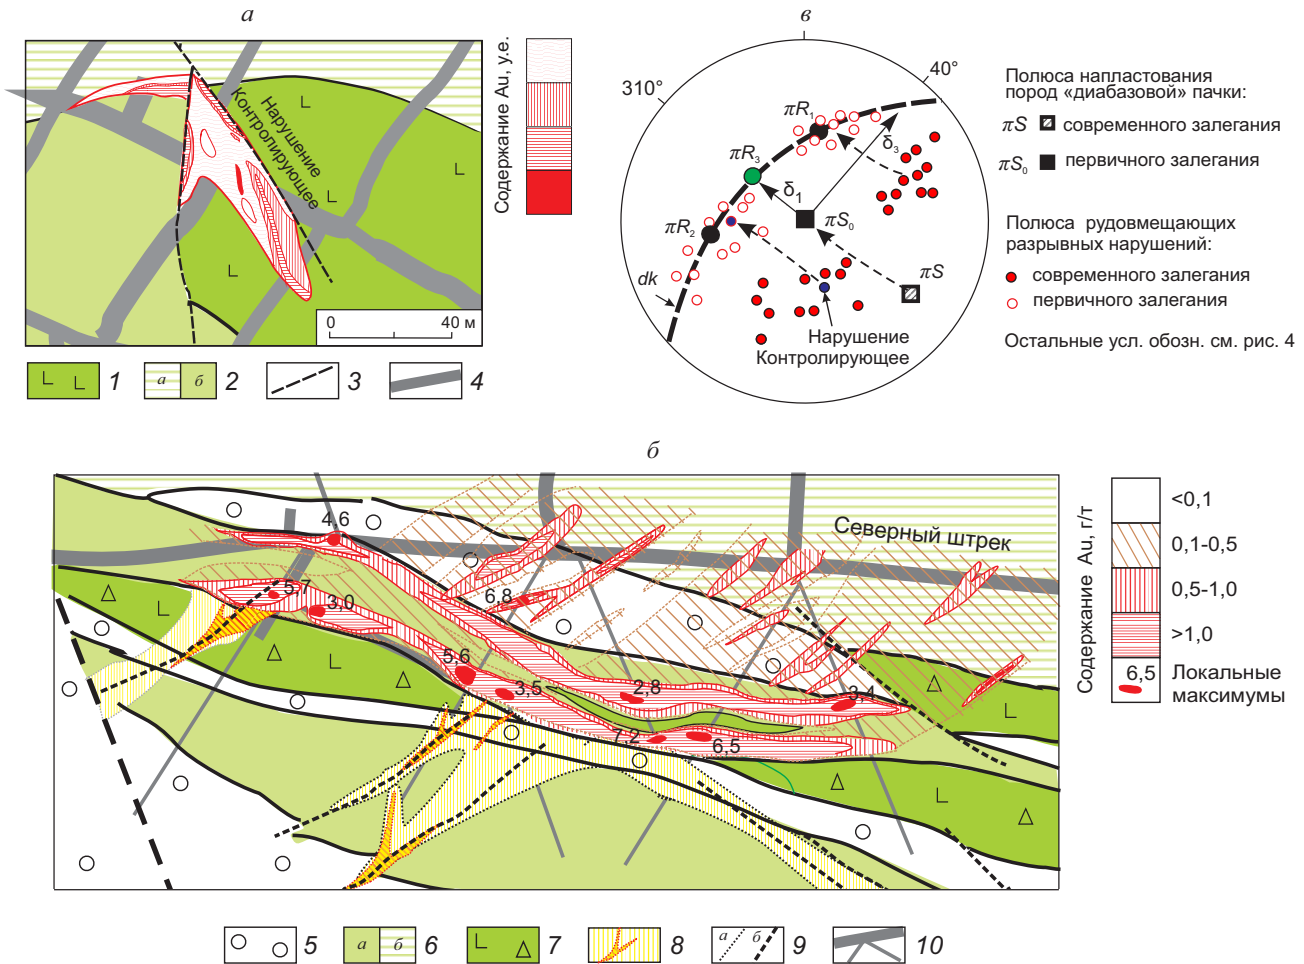 а
Нарушение
Контролирующее
0
40 м
Содержание Au, у.е.
1
а
б
2
3
4
в
310°
40°
πR₁
πR₃
πR₂
δ₃
δ₁
πS₀
πS
dk
Нарушение
Контролирующее
Полюса напластования
пород «диабазовой» пачки:
πS
современного залегания
πS₀
первичного залегания
Полюса рудовмещающих
разрывных нарушений:
современного залегания
первичного залегания
Остальные усл. обозн. см. рис. 4
б
Северный штрек
4,6
5,7
3,0
6,8
5,6
3,5
2,8
3,4
7,2
6,5
Содержание Au, г/т
<0,1
0,1-0,5
0,5-1,0
>1,0
6,5
Локальные
максимумы
5
а
б
6
7
8
а
б
9
10